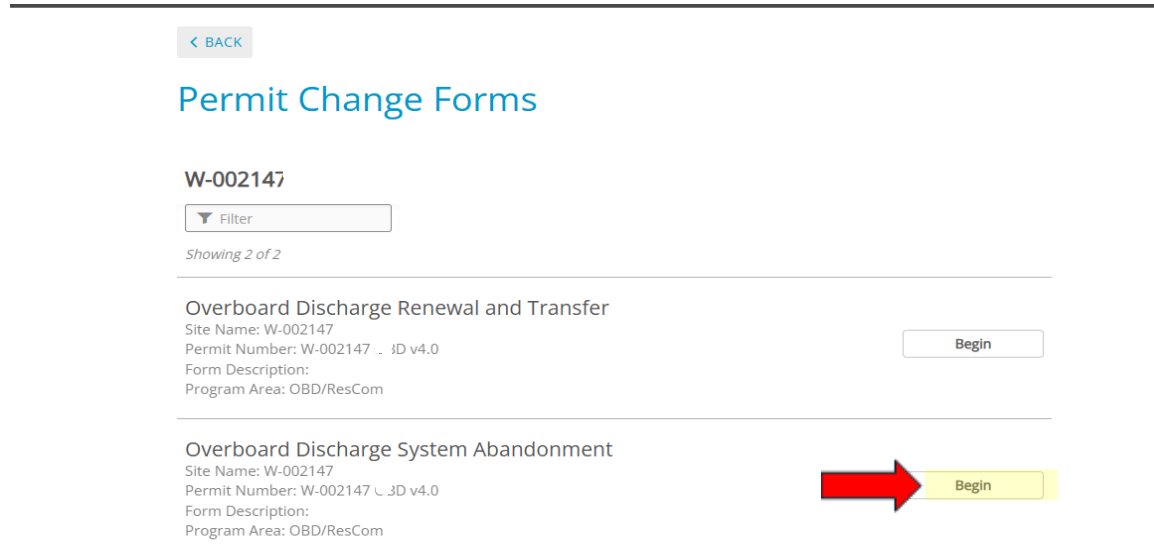 < BACK
Permit Change Forms
W-002147
Filter
Showing 2 of 2
Overboard Discharge Renewal and Transfer
Site Name: W-002147
Permit Number: W-002147 v4.0
Begin
Form Description:
Program Area: OBD/ResCom
Overboard Discharge System Abandonment
Site Name: W-002147
Permit Number: W-002147 v4.0
Begin
Form Description:
Program Area: OBD/ResCom